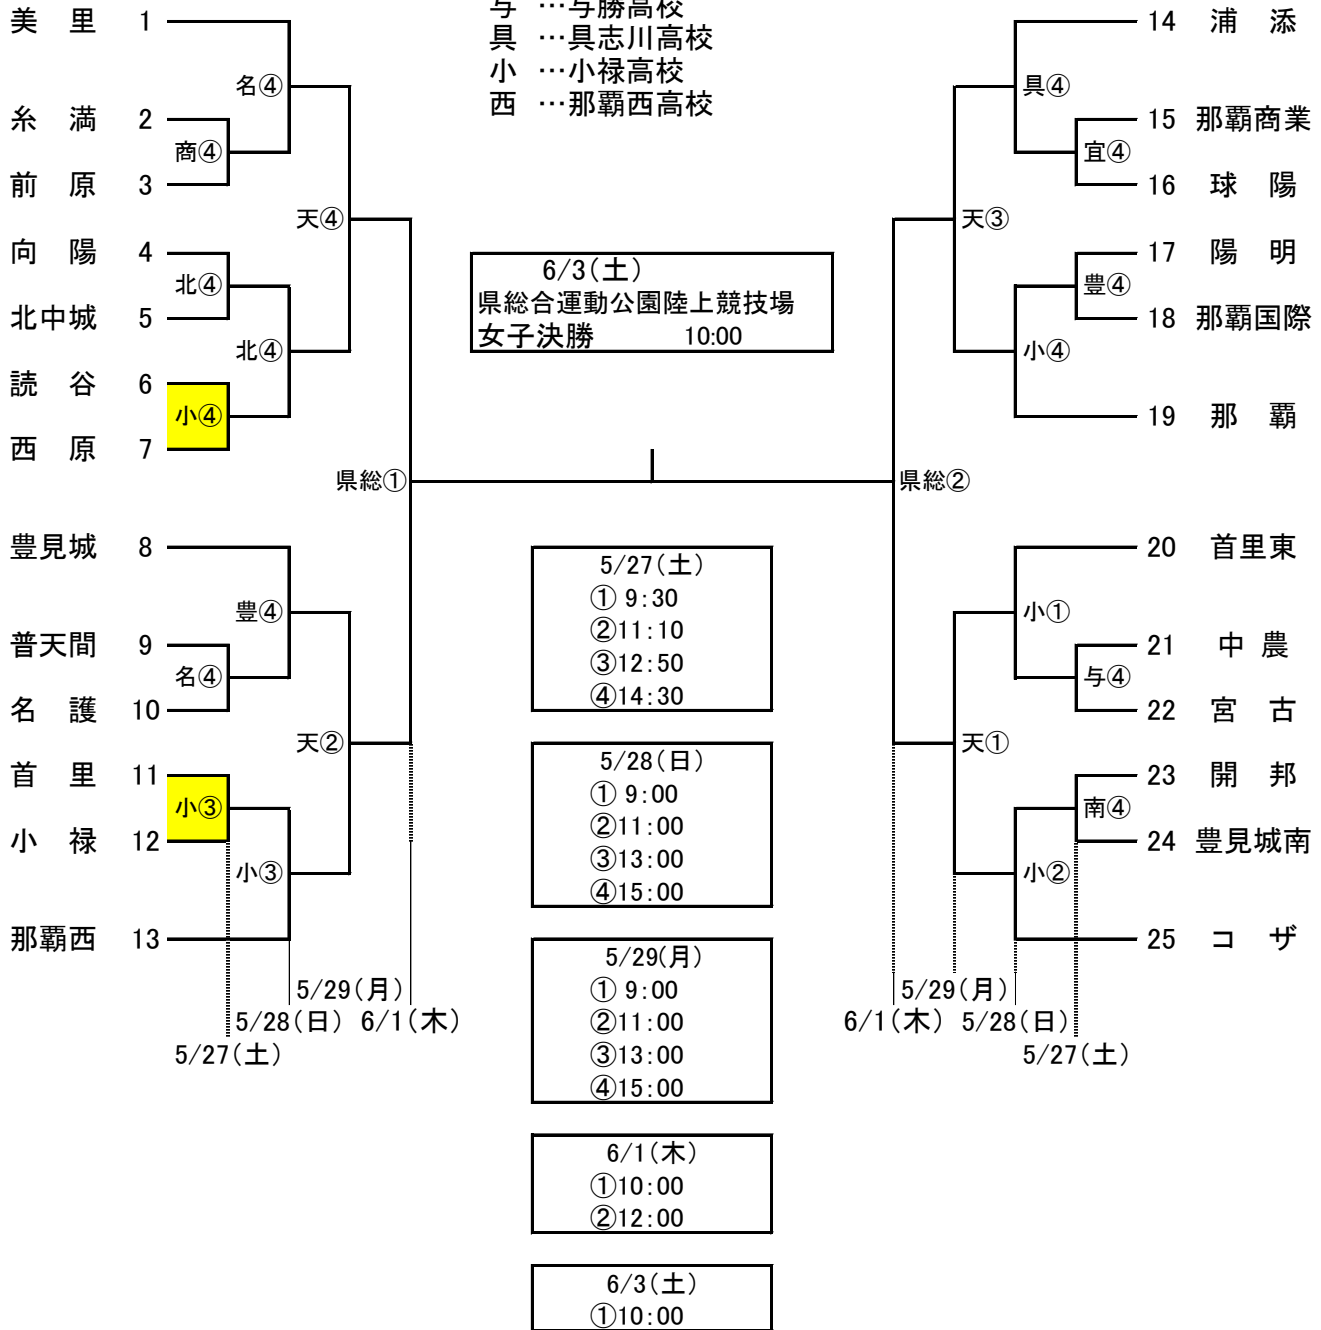 与 …与勝高校
具 …具志川高校
小 …小禄高校
西 …那覇西高校
美 里 1
名④
糸 満 2
商④
前 原 3
天④
向 陽 4
北④
北中城 5
北④
読 谷 6
小④
西 原 7
県総①
豊見城 8
豊④
普天間 9
名④
名 護 10
天②
首 里 11
小③
小 禄 12
小③
那覇西 13
5/29(月)
5/28(日) 6/1(木)
5/27(土)
6/3(土)
県総合運動公園陸上競技場
女子決勝 10:00
5/27(土)
① 9:30
②11:10
③12:50
④14:30
5/28(日)
① 9:00
②11:00
③13:00
④15:00
5/29(月)
① 9:00
②11:00
③13:00
④15:00
6/1(木)
①10:00
②12:00
6/3(土)
①10:00
14 浦 添
具④
15 那覇商業
宜④
16 球 陽
天③
17 陽 明
豊④
18 那覇国際
小④
19 那 覇
県総②
20 首里東
小①
21 中 農
与④
22 宮 古
天①
23 開 邦
南④
24 豊見城南
小②
25 コ ザ
5/29(月)
6/1(木) 5/28(日)
5/27(土)